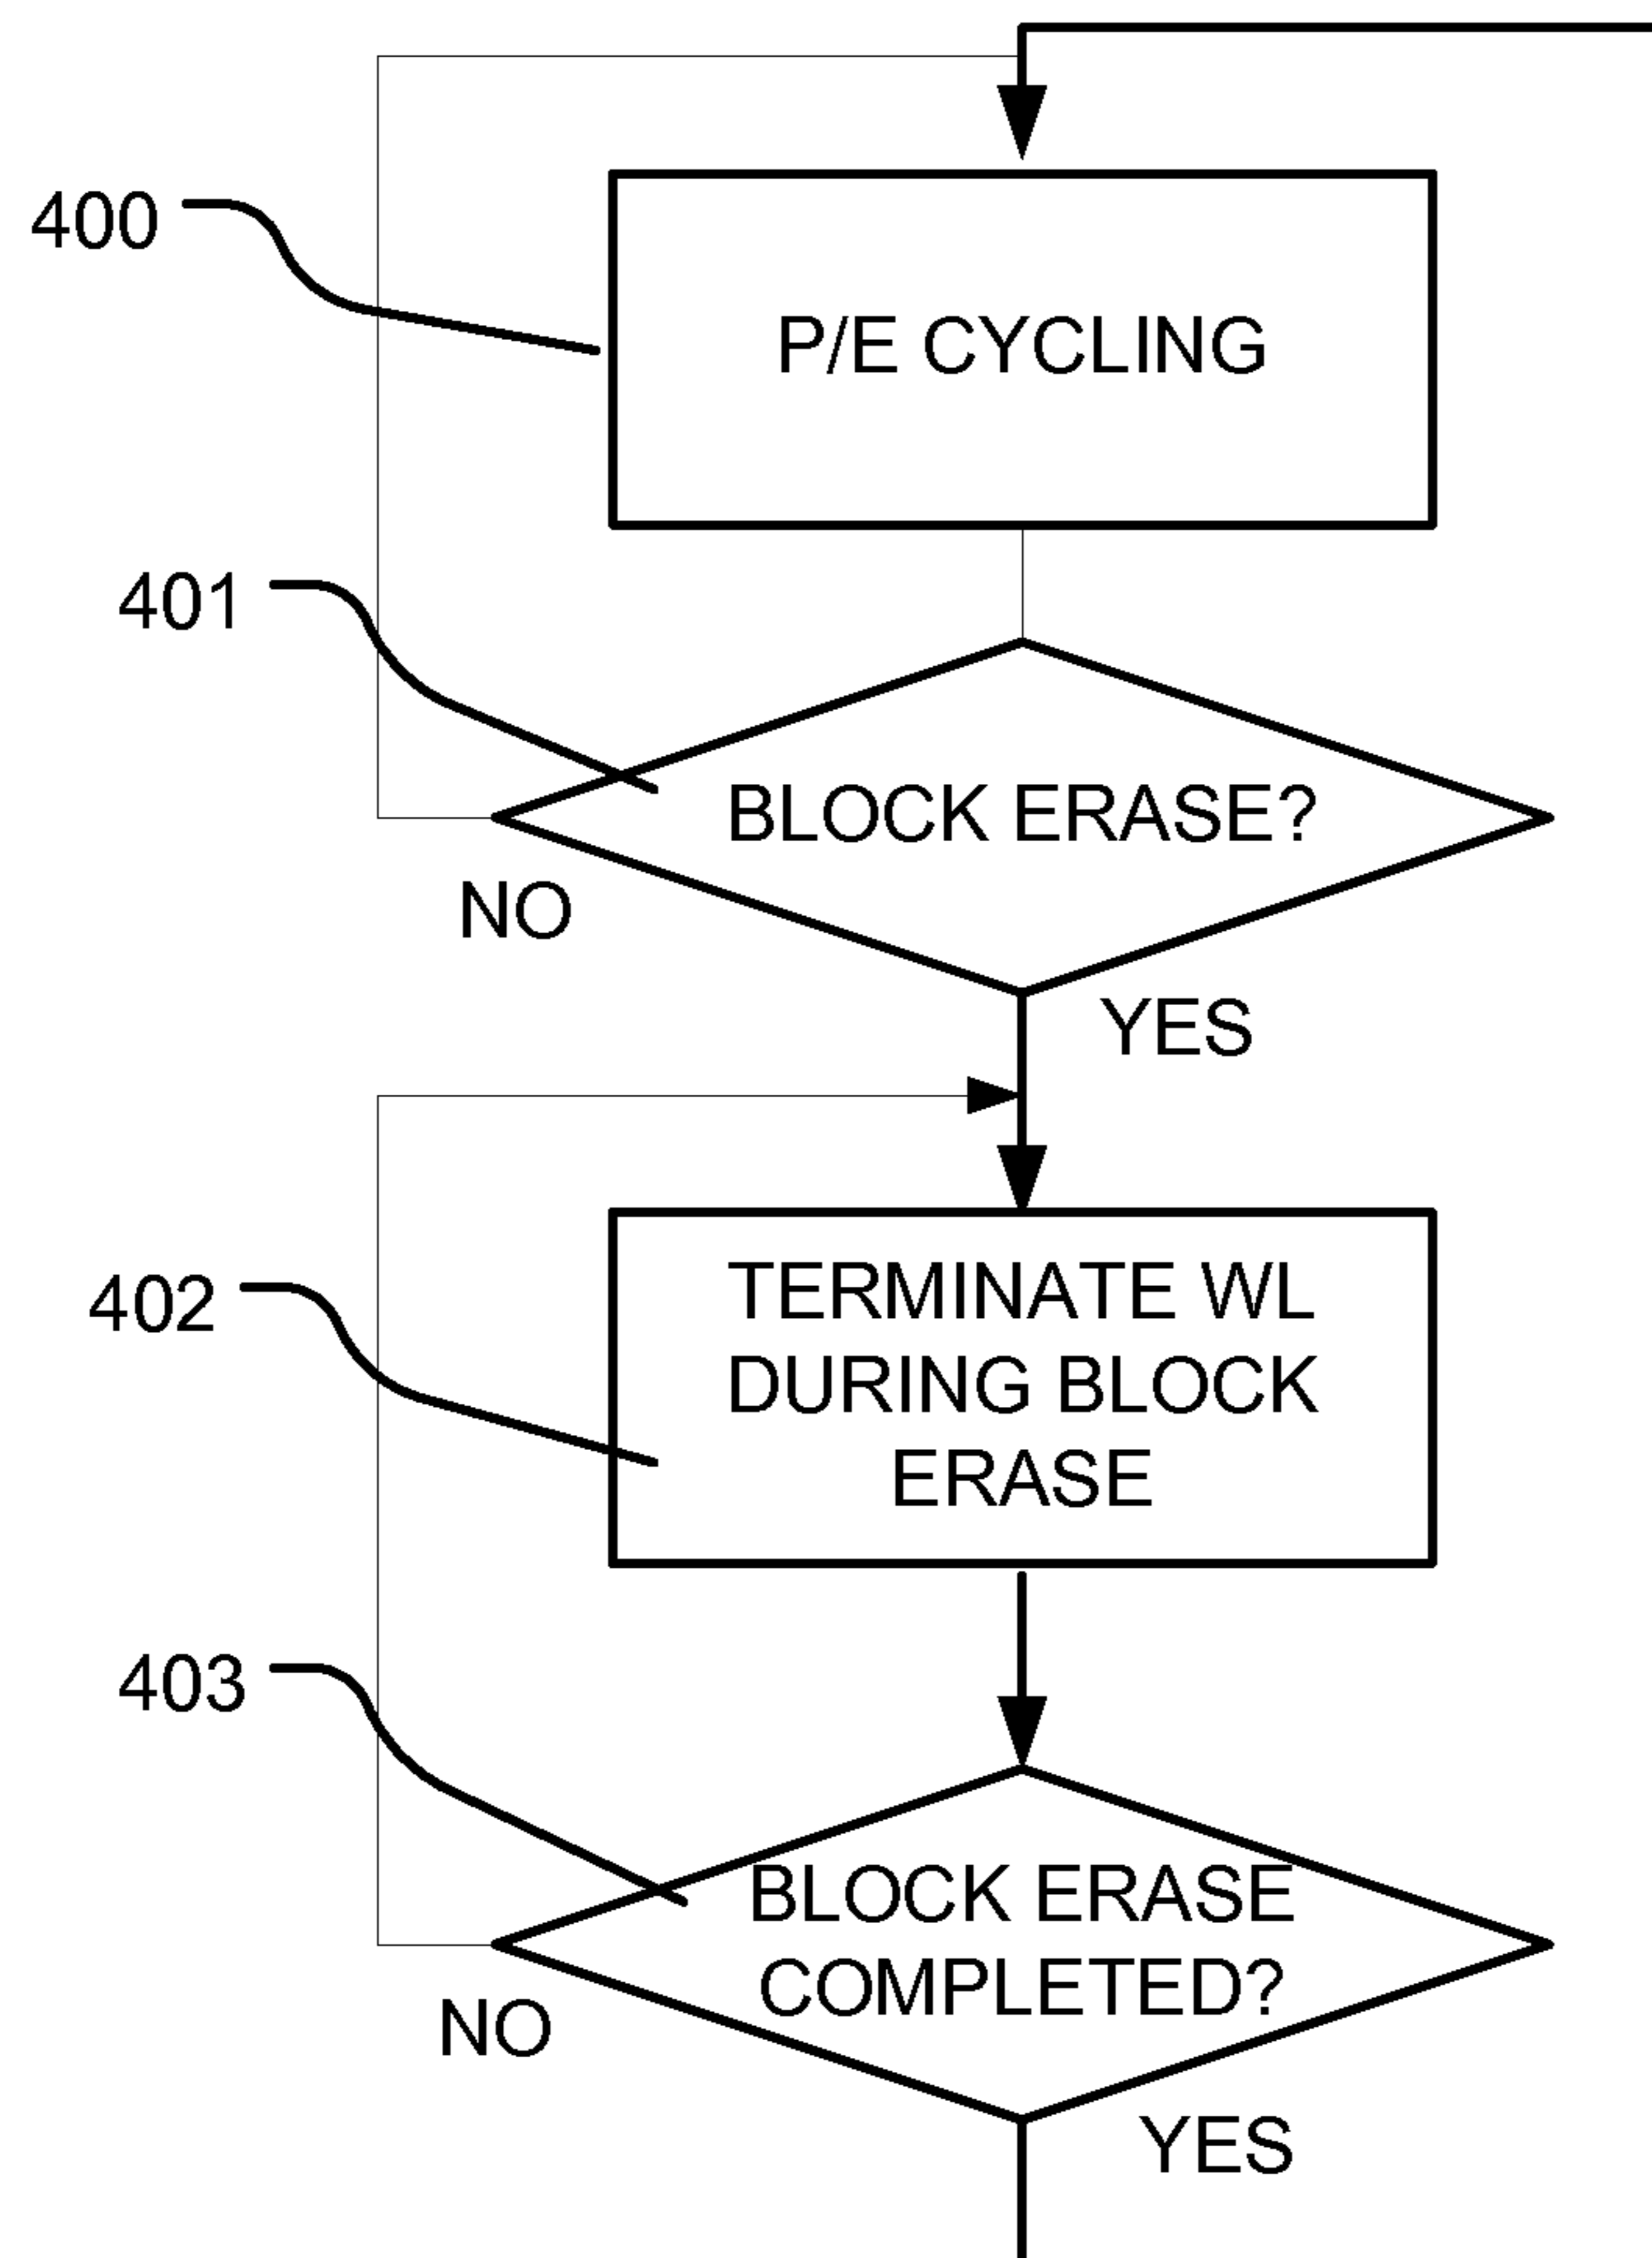 400
P/E CYCLING
401
BLOCK ERASE?
NO
YES
402
TERMINATE WL
DURING BLOCK
ERASE
403
BLOCK ERASE
COMPLETED?
NO
YES